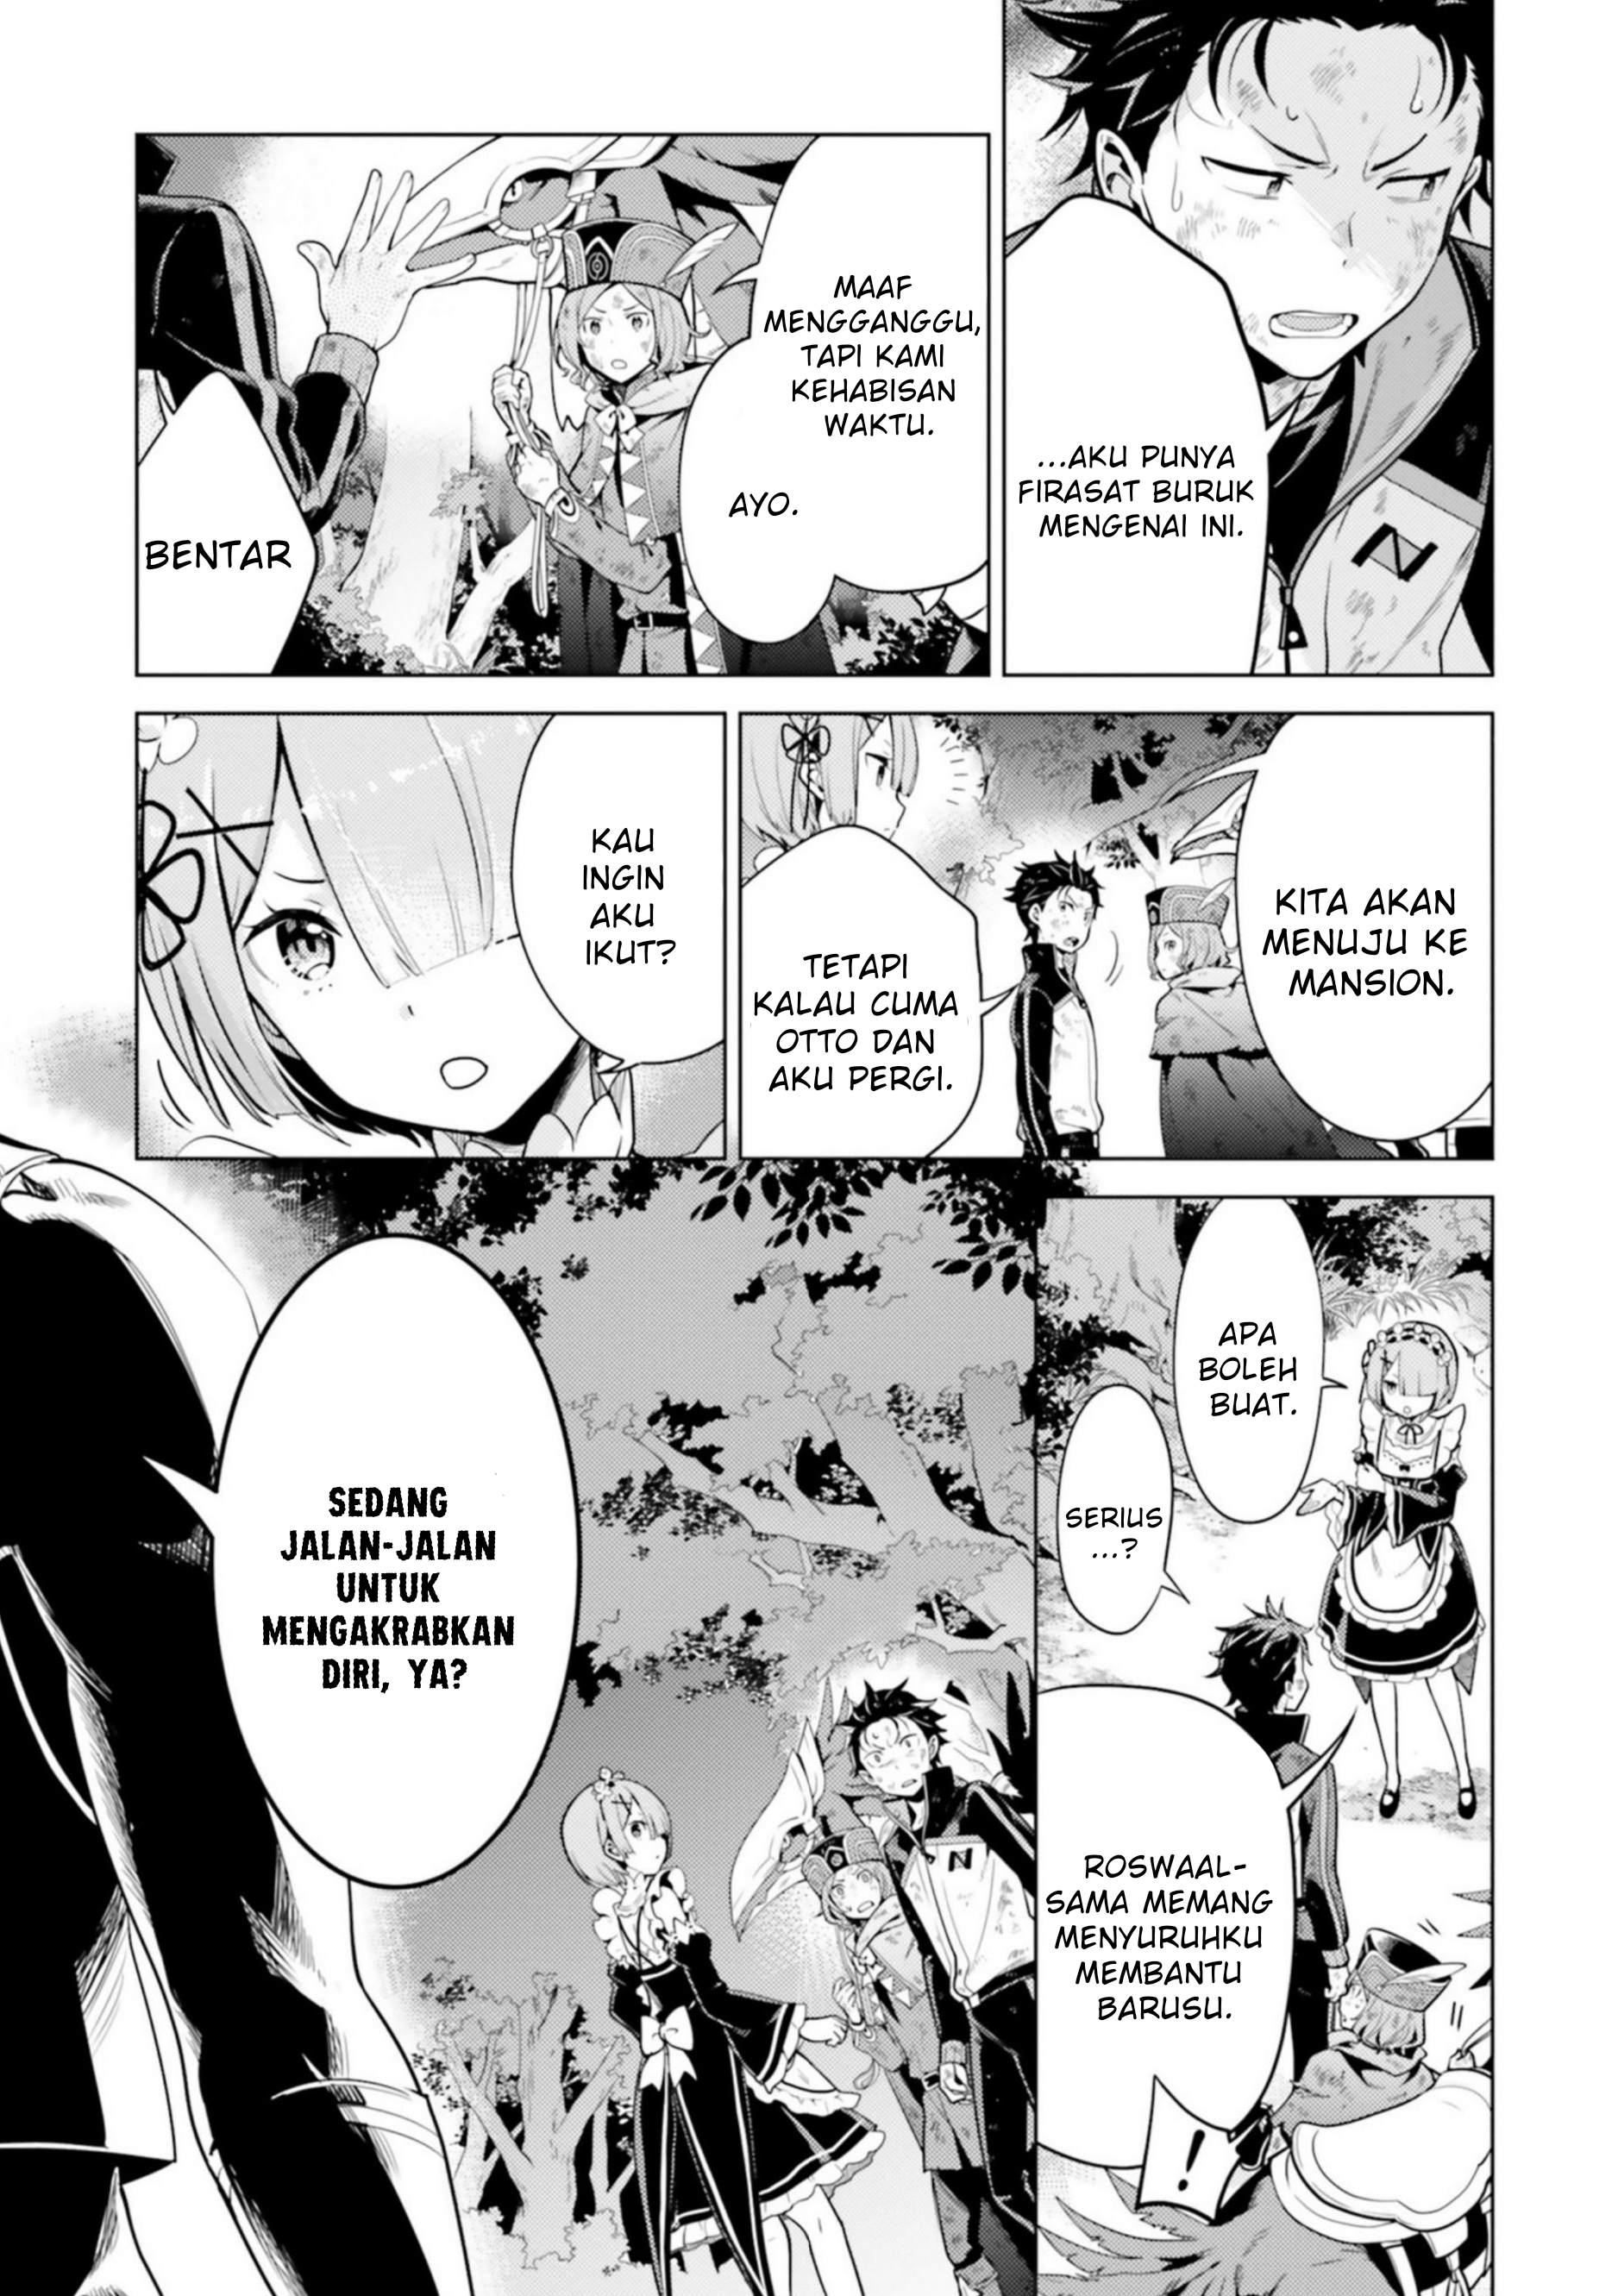 ...AKU PUNYA
FIRASAT BURUK
MENGENAI INI.
MAAF
MENGGANGGU,
TAPI KAMI
KEHABISAN
WAKTU.
AYO.
BENTAR
KITA AKAN
MENUJU KE
MANSION.
TETAPI
KALAU CUMA
OTTO DAN
AKU PERGI.
KAU
INGIN
AKU
IKUT?
APA
BOLEH
BUAT.
SERIUS
...?
ROSWAAL-
SAMA MEMANG
MENYURUHKU
MEMBANTU
BARUSU.
!
SEDANG
JALAN-JALAN
UNTUK
MENGAKRABKAN
DIRI, YA?